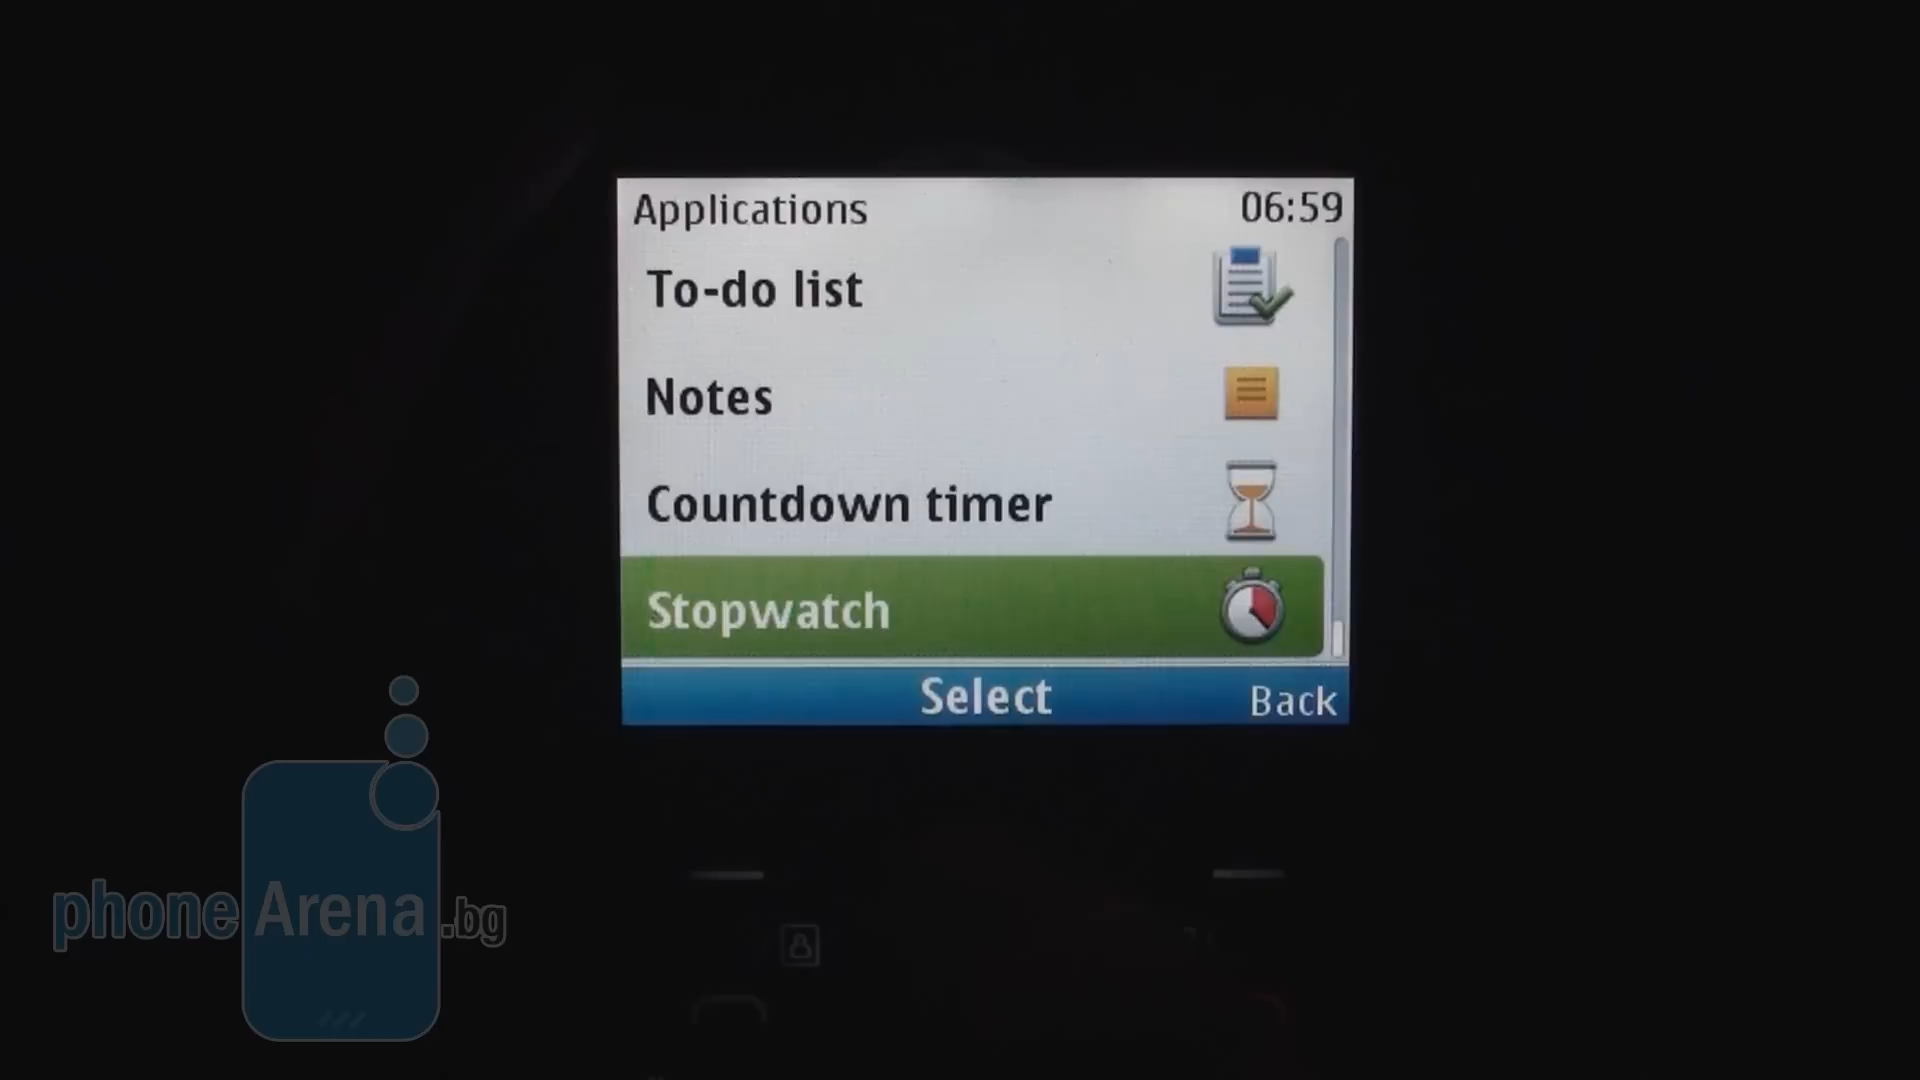 Applications 06:59
To-do list
Notes
Countdown timer
Stopwatch
Select Back
phoneArena.bg